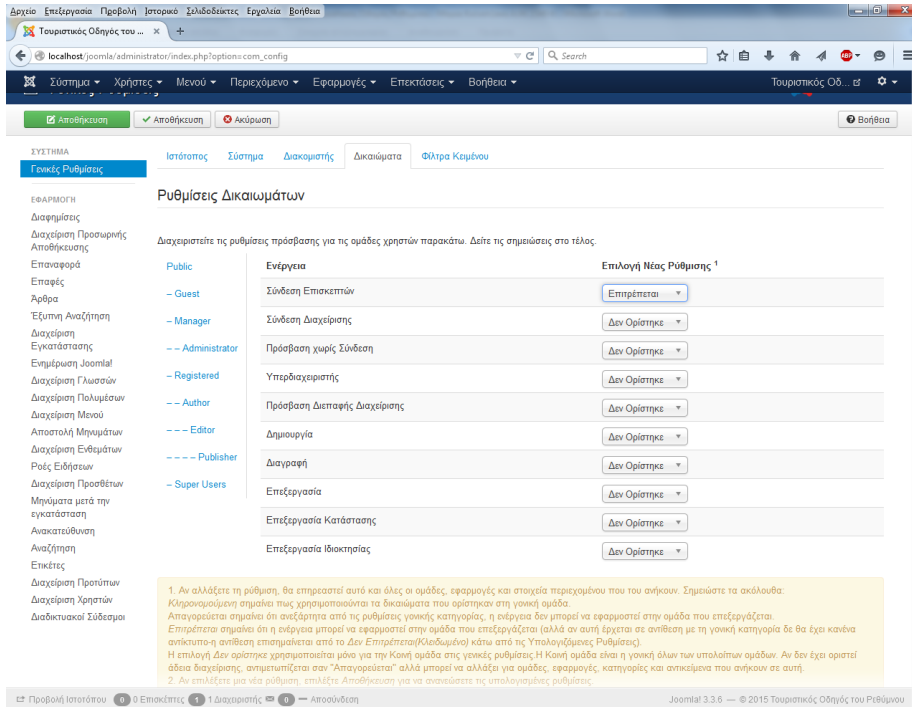 Αρχείο Επεξεργασία Προβολή Ιστορικό Σελιδοδείκτες Εργαλεία Βοήθεια
Τουριστικός Οδηγός του ...
localhost/joomla/administrator/index.php?option=com_config
Search
Σύστημα Χρήστες Μενού Περιεχόμενο Εφαρμογές Επεκτάσεις Βοήθεια Τουριστικός Οδ...
Αποθήκευση Αποθήκευση Ακύρωση Βοήθεια
ΣΥΣΤΗΜΑ
Γενικές Ρυθμίσεις
ΕΦΑΡΜΟΓΗ
Διαφημίσεις
Διαχείριση Προσωρινής
Αποθήκευσης
Επαναφορά
Επαφές
Άρθρα
Έξυπνη Αναζήτηση
Διαχείριση
Εγκατάστασης
Ενημέρωση Joomla!
Διαχείριση Γλωσσών
Διαχείριση Πολυμέσων
Διαχείριση Μενού
Αποστολή Μηνυμάτων
Διαχείριση Ενθεμάτων
Ροές Ειδήσεων
Διαχείριση Προσθέτων
Μηνύματα μετά την
εγκατάσταση
Ανακατεύθυνση
Αναζήτηση
Ετικέτες
Διαχείριση Προτύπων
Διαχείριση Χρηστών
Διαδικτυακοί Σύδεσμοι
Ιστότοπος Σύστημα Διακομιστής Δικαιώματα Φίλτρα Κειμένου
Ρυθμίσεις Δικαιωμάτων
Διαχειριστείτε τις ρυθμίσεις πρόσβασης για τις ομάδες χρηστών παρακάτω. Δείτε τις σημειώσεις στο τέλος.
Public
– Guest
– Manager
– – Administrator
– Registered
– – Author
– – – Editor
– – – – Publisher
– Super Users
Ενέργεια Επιλογή Νέας Ρύθμισης 1
Σύνδεση Επισκεπτών Επιτρέπεται
Σύνδεση Διαχείρισης Δεν Ορίστηκε
Πρόσβαση χωρίς Σύνδεση Δεν Ορίστηκε
Υπερδιαχειριστής Δεν Ορίστηκε
Πρόσβαση Διεπαφής Διαχείρισης Δεν Ορίστηκε
Δημιουργία Δεν Ορίστηκε
Διαγραφή Δεν Ορίστηκε
Επεξεργασία Δεν Ορίστηκε
Επεξεργασία Κατάστασης Δεν Ορίστηκε
Επεξεργασία Ιδιοκτησίας Δεν Ορίστηκε
1. Αν αλλάξετε τη ρύθμιση, θα επηρεαστεί αυτό και όλες οι ομάδες, εφαρμογές και στοιχεία περιεχομένου που του ανήκουν. Σημειώστε τα ακόλουθα:
Κληρονομούμενη σημαίνει πως χρησιμοποιούνται τα δικαιώματα που ορίστηκαν στη γονική ομάδα.
Απαγορεύεται σημαίνει ότι ανεξάρτητα από τις ρυθμίσεις γονικής κατηγορίας, η ενέργεια δεν μπορεί να εφαρμοστεί στην ομάδα που επεξεργάζεται.
Επιτρέπεται σημαίνει ότι η ενέργεια μπορεί να εφαρμοστεί στην ομάδα που επεξεργάζεται (αλλά αν αυτή έρχεται σε αντίθεση με τη γονική κατηγορία δε θα έχει κανένα
αντίκτυπο-η αντίθεση επισημαίνεται από το Δεν Επιτρέπεται(Κλειδωμένο) κάτω από τις Υπολογιζόμενες Ρυθμίσεις).
Η επιλογή Δεν ορίστηκε χρησιμοποιείται μόνο για την Κοινή ομάδα στις γενικές ρυθμίσεις.Η Κοινή ομάδα είναι η γονική όλων των υπολοίπων ομάδων. Αν δεν έχει οριστεί
άδεια διαχείρισης, αντιμετωπίζεται σαν "Απαγορεύεται" αλλά μπορεί να αλλάξει για ομάδες, εφαρμογές, κατηγορίες και αντικείμενα που ανήκουν σε αυτή.
2. Αν επιλέξετε μια νέα ρύθμιση, επιλέξτε Αποθήκευση για να ανανεώσετε τις υπολογισμένες ρυθμίσεις.
Προβολή Ιστοτόπου 0 0 Επισκέπτες 1 1 Διαχειριστής 0 — Αποσύνδεση Joomla! 3.3.6 — © 2015 Τουριστικός Οδηγός του Ρεθύμνου